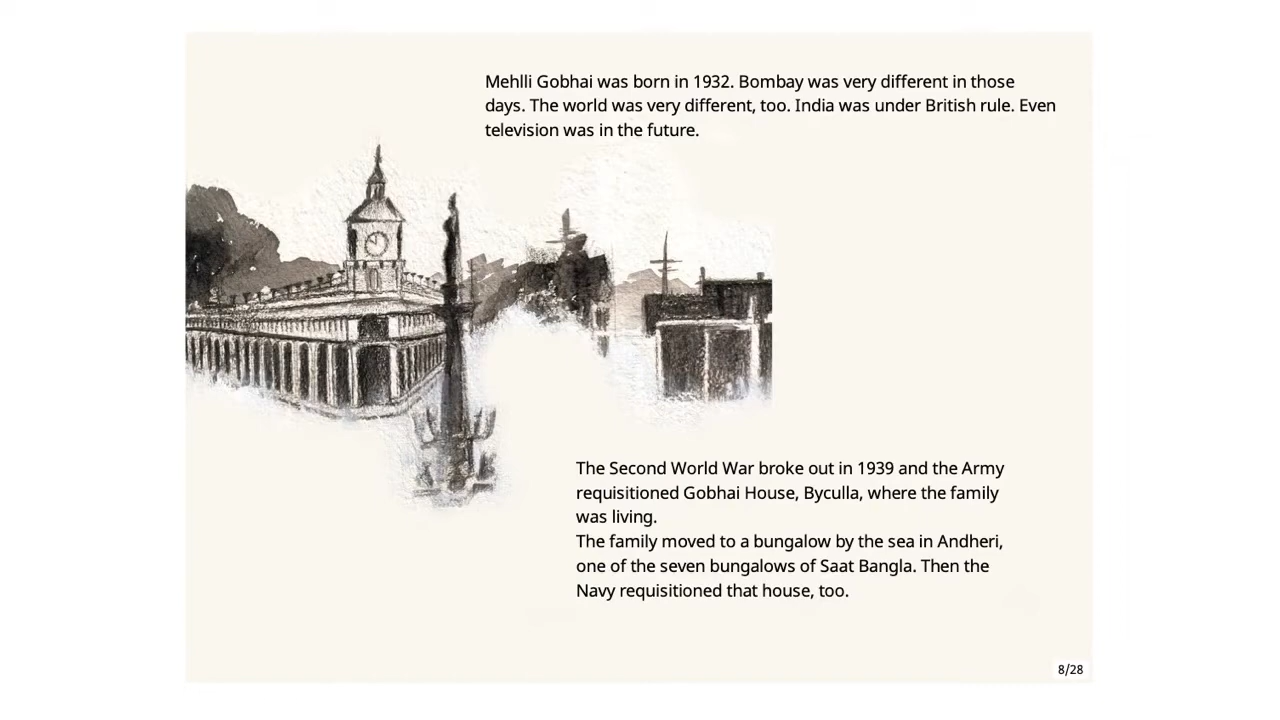 Mehlli Gobhai was born in 1932. Bombay was very different in those
days. The world was very different, too. India was under British rule. Even
television was in the future.
The Second World War broke out in 1939 and the Army
requisitioned Gobhai House, Byculla, where the family
was living.
The family moved to a bungalow by the sea in Andheri,
one of the seven bungalows of Saat Bangla. Then the
Navy requisitioned that house, too.
8/28